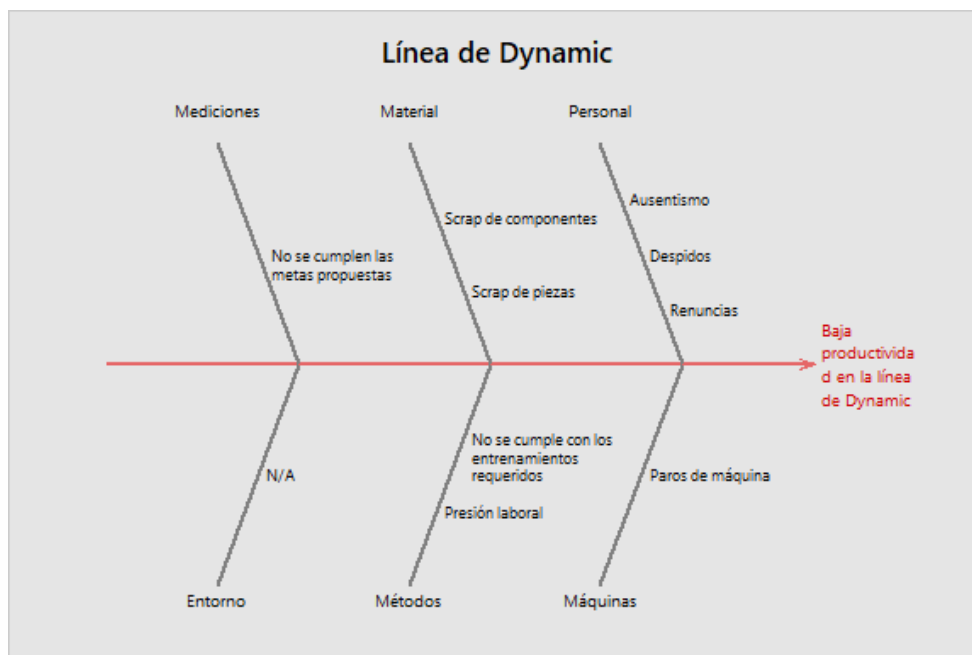 Línea de Dynamic
Mediciones
Material
Personal
Ausentismo
Scrap de componentes
No se cumplen las
metas propuestas
Despidos
Scrap de piezas
Renuncias
Baja
productivida
d en la línea
de Dynamic
No se cumple con los
entrenamientos
requeridos
N/A
Paros de máquina
Presión laboral
Entorno
Métodos
Máquinas